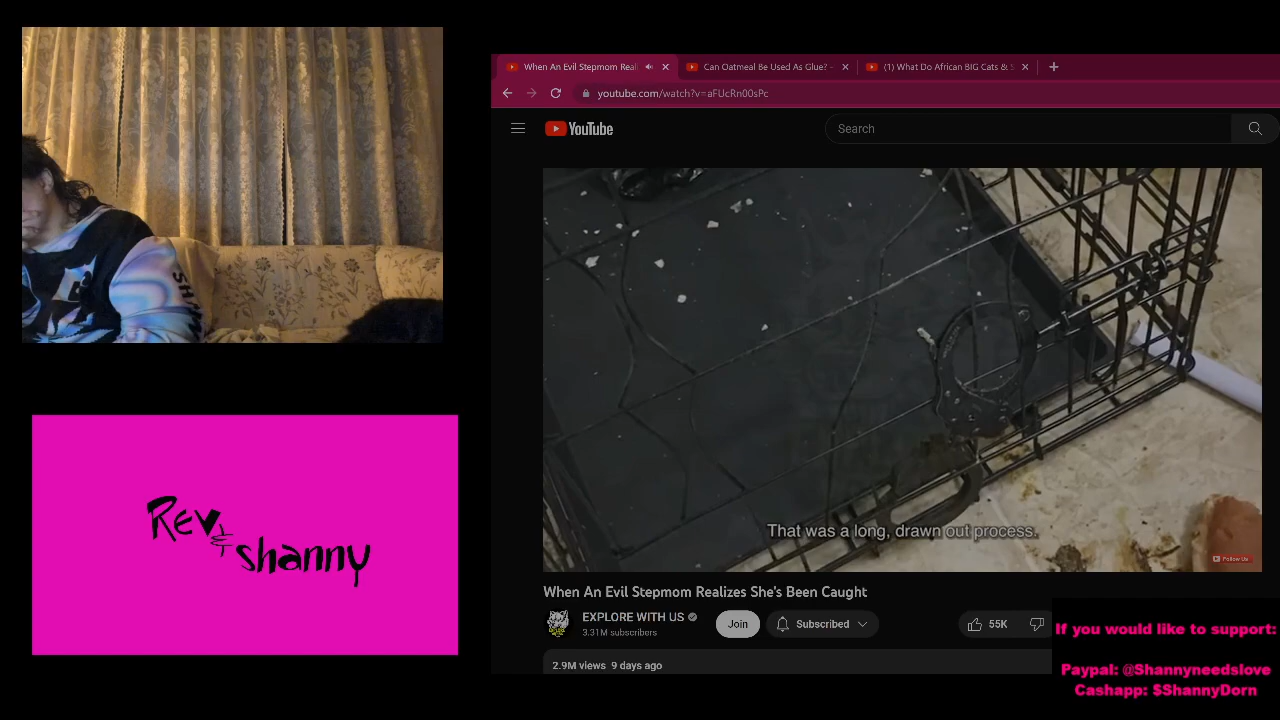 When An Evil Stepmom Reali
Can Oatmeal Be Used As Glue? -
(1) What Do African BIG Cats & S
youtube.com/watch?v=aFUcRn00sPc
YouTube
Search
That was a long, drawn out process.
Follow Us
When An Evil Stepmom Realizes She's Been Caught
EXPLORE WITH US
3.31M subscribers
Join
Subscribed
55K
2.9M views 9 days ago
Rev
&
shanny
If you would like to support:
Paypal: @Shannyneedslove
Cashapp: $ShannyDorn